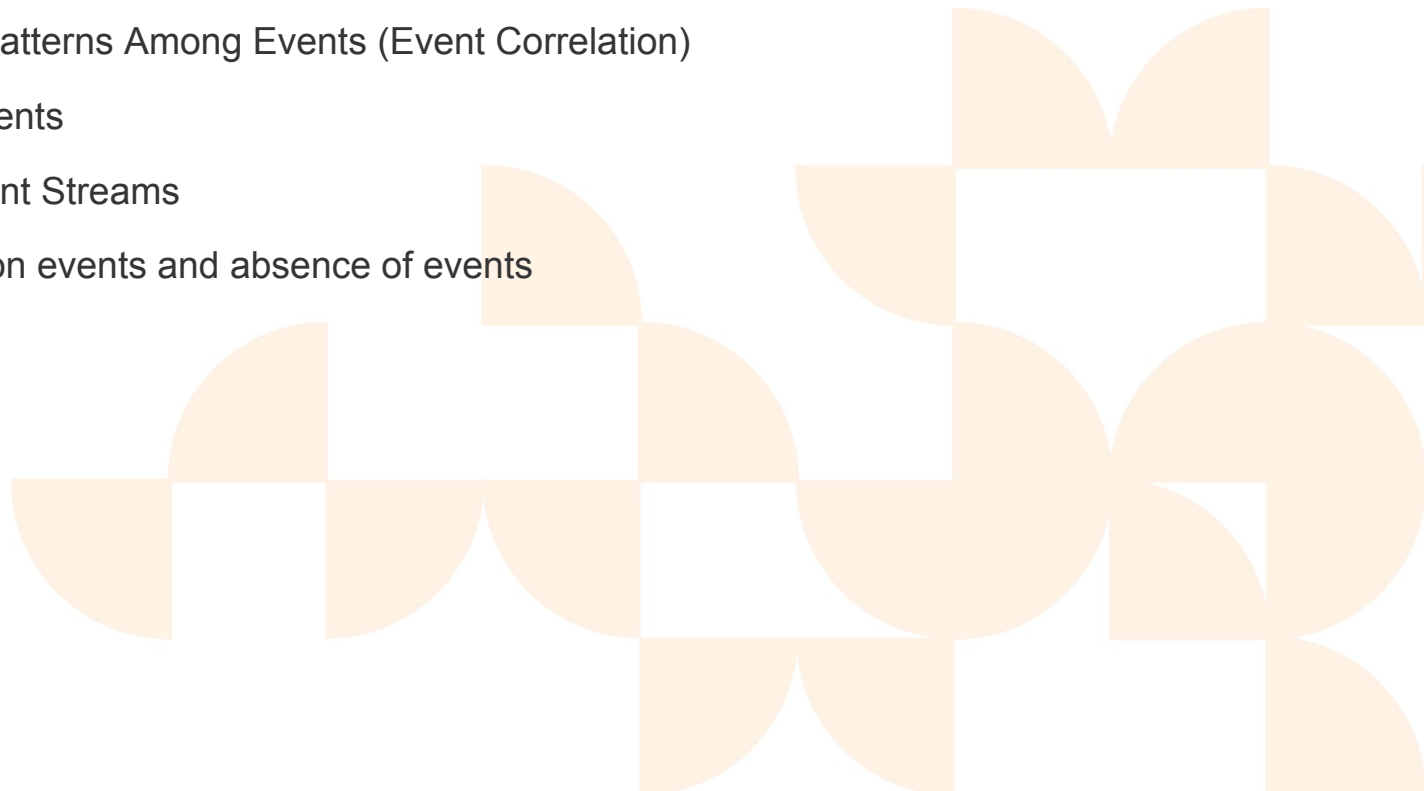 atterns Among Events (Event Correlation)
ents
nt Streams
on events and absence of events